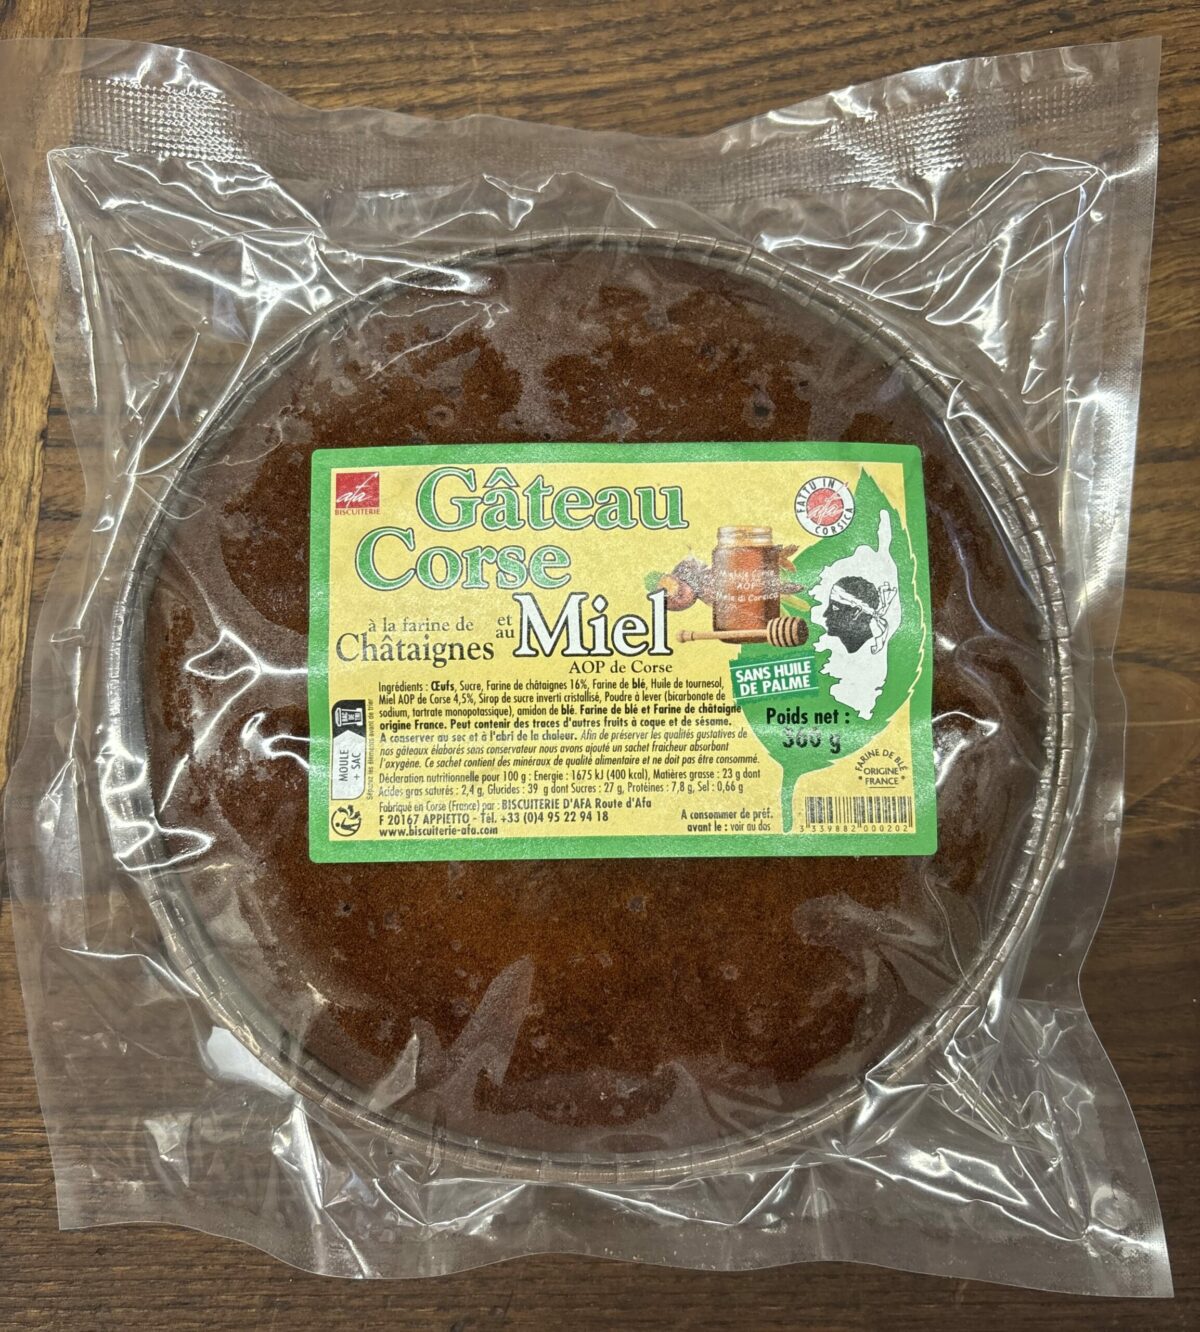 afa
BISCUITERIE
Gâteau
Corse
à la farine de
Châtaignes
et
au
Miel
AOP de Corse
FATTU IN
afa
CORSICA
AOP
Miele di Corsica
SANS HUILE
DE PALME
Ingrédients : Œufs, Sucre, Farine de châtaignes 16%, Farine de blé, Huile de tournesol,
Miel AOP de Corse 4,5%, Sirop de sucre inverti cristallisé, Poudre à lever (bicarbonate de
sodium, tartrate monopotassique), amidon de blé. Farine de blé et Farine de châtaigne
origine France. Peut contenir des traces d'autres fruits à coque et de sésame.
A conserver au sec et à l'abri de la chaleur. Afin de préserver les qualités gustatives de
nos gâteaux élaborés sans conservateur nous avons ajouté un sachet fraicheur absorbant
l'oxygène. Ce sachet contient des minéraux de qualité alimentaire et ne doit pas être consommé.
Déclaration nutritionnelle pour 100 g : Energie : 1675 kJ (400 kcal), Matières grasse : 23 g dont
Acides gras saturés : 2,4 g, Glucides : 39 g dont Sucres : 27 g, Protéines : 7,8 g, Sel : 0,66 g
Fabriqué en Corse (France) par : BISCUITERIE D'AFA Route d'Afa
F 20167 APPIETTO - Tél. +33 (0)4 95 22 94 18
www.biscuiterie-afa.com
A consommer de préf.
avant le : voir au dos
Poids net :
360 g
FARINE DE BLÉ
ORIGINE
FRANCE
3 339882 000202
MOULE
+ SAC